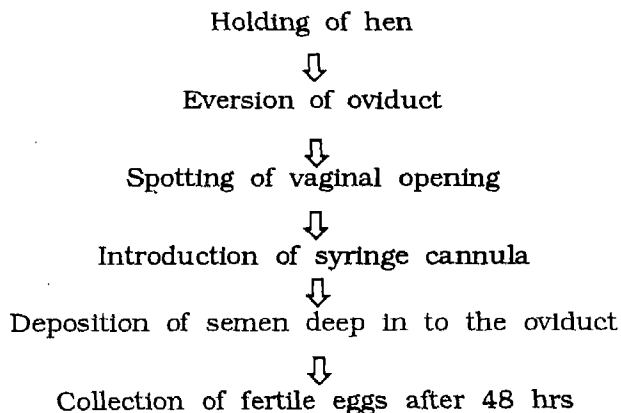 Holding of hen
Eversion of oviduct
Spotting of vaginal opening
Introduction of syringe cannula
Deposition of semen deep in to the oviduct
Collection of fertile eggs after 48 hrs